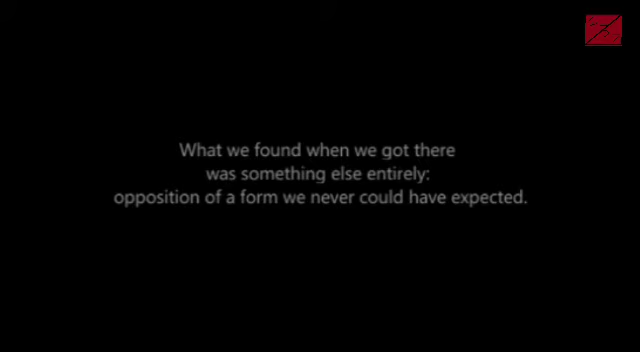 What we found when we got there
was something else entirely:
opposition of a form we never could have expected.